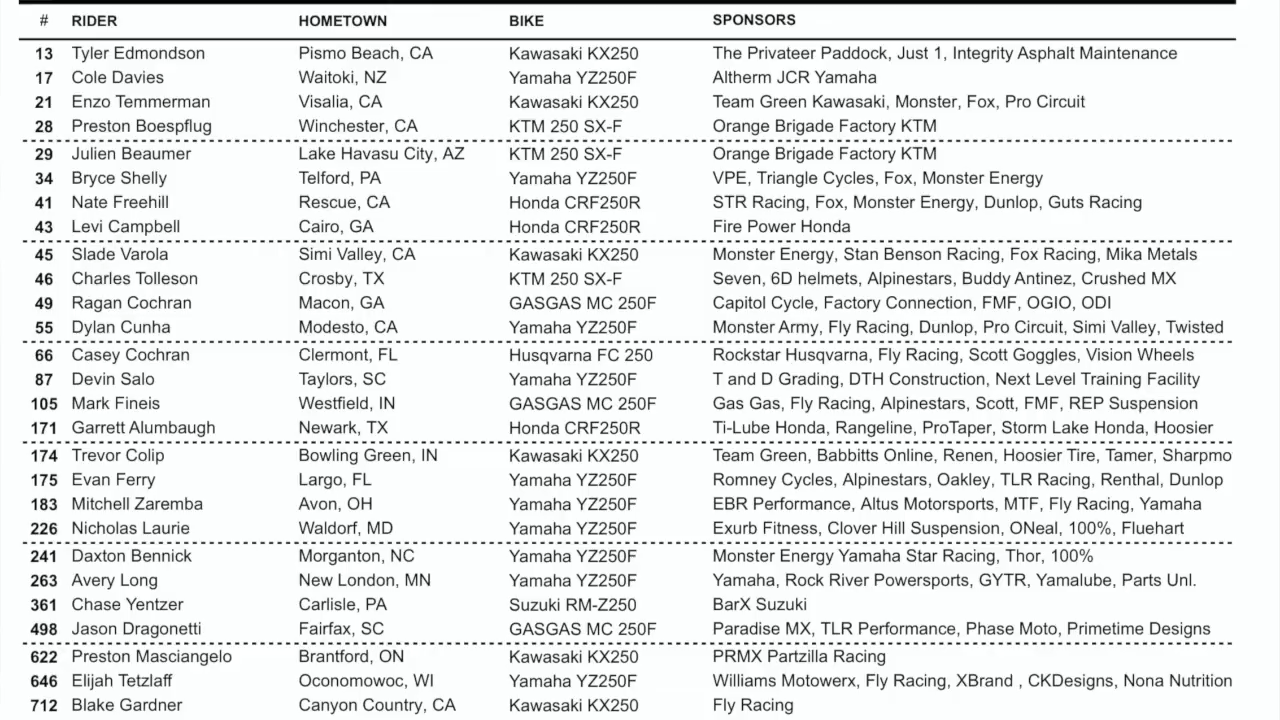 # RIDER HOMETOWN BIKE SPONSORS
13 Tyler Edmondson Pismo Beach, CA Kawasaki KX250 The Privateer Paddock, Just 1, Integrity Asphalt Maintenance
17 Cole Davies Waitoki, NZ Yamaha YZ250F Altherm JCR Yamaha
21 Enzo Temmerman Visalia, CA Kawasaki KX250 Team Green Kawasaki, Monster, Fox, Pro Circuit
28 Preston Boespflug Winchester, CA KTM 250 SX-F Orange Brigade Factory KTM
29 Julien Beaumer Lake Havasu City, AZ KTM 250 SX-F Orange Brigade Factory KTM
34 Bryce Shelly Telford, PA Yamaha YZ250F VPE, Triangle Cycles, Fox, Monster Energy
41 Nate Freehill Rescue, CA Honda CRF250R STR Racing, Fox, Monster Energy, Dunlop, Guts Racing
43 Levi Campbell Cairo, GA Honda CRF250R Fire Power Honda
45 Slade Varola Simi Valley, CA Kawasaki KX250 Monster Energy, Stan Benson Racing, Fox Racing, Mika Metals
46 Charles Tolleson Crosby, TX KTM 250 SX-F Seven, 6D helmets, Alpinestars, Buddy Antinez, Crushed MX
49 Ragan Cochran Macon, GA GASGAS MC 250F Capitol Cycle, Factory Connection, FMF, OGIO, ODI
55 Dylan Cunha Modesto, CA Yamaha YZ250F Monster Army, Fly Racing, Dunlop, Pro Circuit, Simi Valley, Twisted
66 Casey Cochran Clermont, FL Husqvarna FC 250 Rockstar Husqvarna, Fly Racing, Scott Goggles, Vision Wheels
87 Devin Salo Taylors, SC Yamaha YZ250F T and D Grading, DTH Construction, Next Level Training Facility
105 Mark Fineis Westfield, IN GASGAS MC 250F Gas Gas, Fly Racing, Alpinestars, Scott, FMF, REP Suspension
171 Garrett Alumbaugh Newark, TX Honda CRF250R Ti-Lube Honda, Rangeline, ProTaper, Storm Lake Honda, Hoosier
174 Trevor Colip Bowling Green, IN Kawasaki KX250 Team Green, Babbitts Online, Renen, Hoosier Tire, Tamer, Sharpmo
175 Evan Ferry Largo, FL Yamaha YZ250F Romney Cycles, Alpinestars, Oakley, TLR Racing, Renthal, Dunlop
183 Mitchell Zaremba Avon, OH Yamaha YZ250F EBR Performance, Altus Motorsports, MTF, Fly Racing, Yamaha
226 Nicholas Laurie Waldorf, MD Yamaha YZ250F Exurb Fitness, Clover Hill Suspension, ONeal, 100%, Fluehart
241 Daxton Bennick Morganton, NC Yamaha YZ250F Monster Energy Yamaha Star Racing, Thor, 100%
263 Avery Long New London, MN Yamaha YZ250F Yamaha, Rock River Powersports, GYTR, Yamalube, Parts Unl.
361 Chase Yentzer Carlisle, PA Suzuki RM-Z250 BarX Suzuki
498 Jason Dragonetti Fairfax, SC GASGAS MC 250F Paradise MX, TLR Performance, Phase Moto, Primetime Designs
622 Preston Masciangelo Brantford, ON Kawasaki KX250 PRMX Partzilla Racing
646 Elijah Tetzlaff Oconomowoc, WI Yamaha YZ250F Williams Motowerx, Fly Racing, XBrand , CKDesigns, Nona Nutrition
712 Blake Gardner Canyon Country, CA Kawasaki KX250 Fly Racing